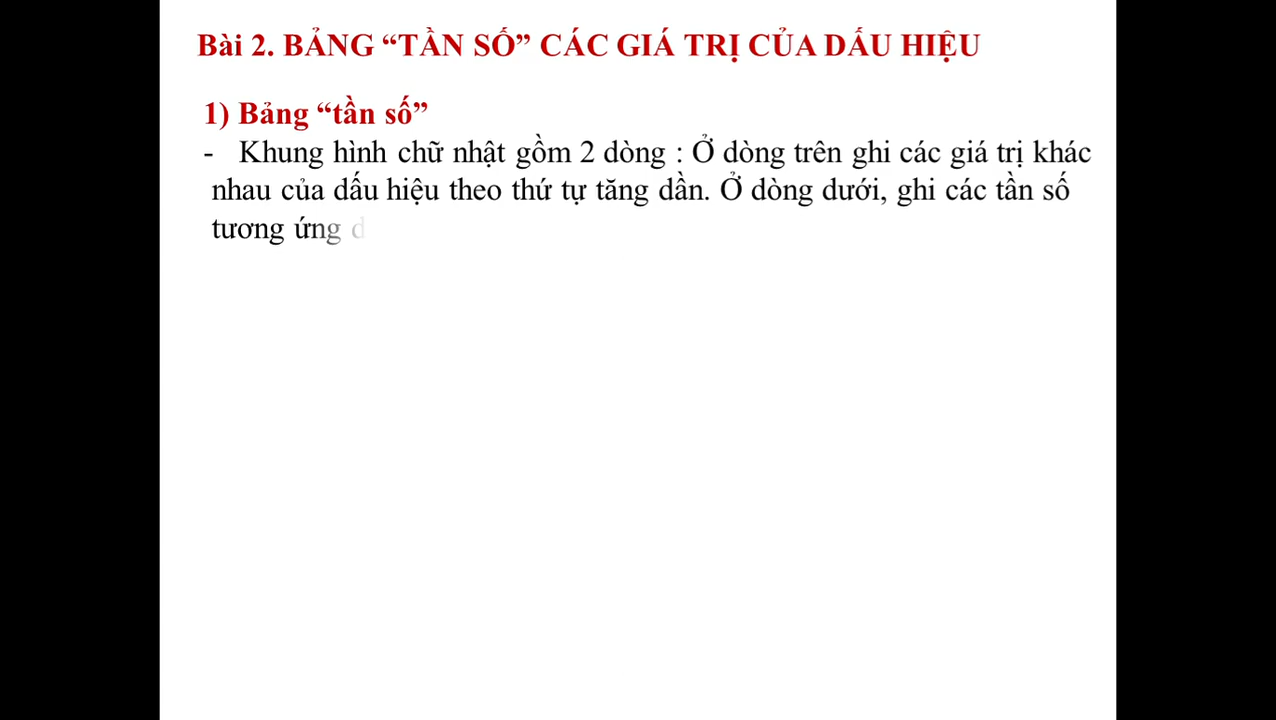 Bài 2. BẢNG “TẦN SỐ” CÁC GIÁ TRỊ CỦA DẤU HIỆU
1) Bảng “tần số”
- Khung hình chữ nhật gồm 2 dòng : Ở dòng trên ghi các giá trị khác
nhau của dấu hiệu theo thứ tự tăng dần. Ở dòng dưới, ghi các tần số
tương ứng